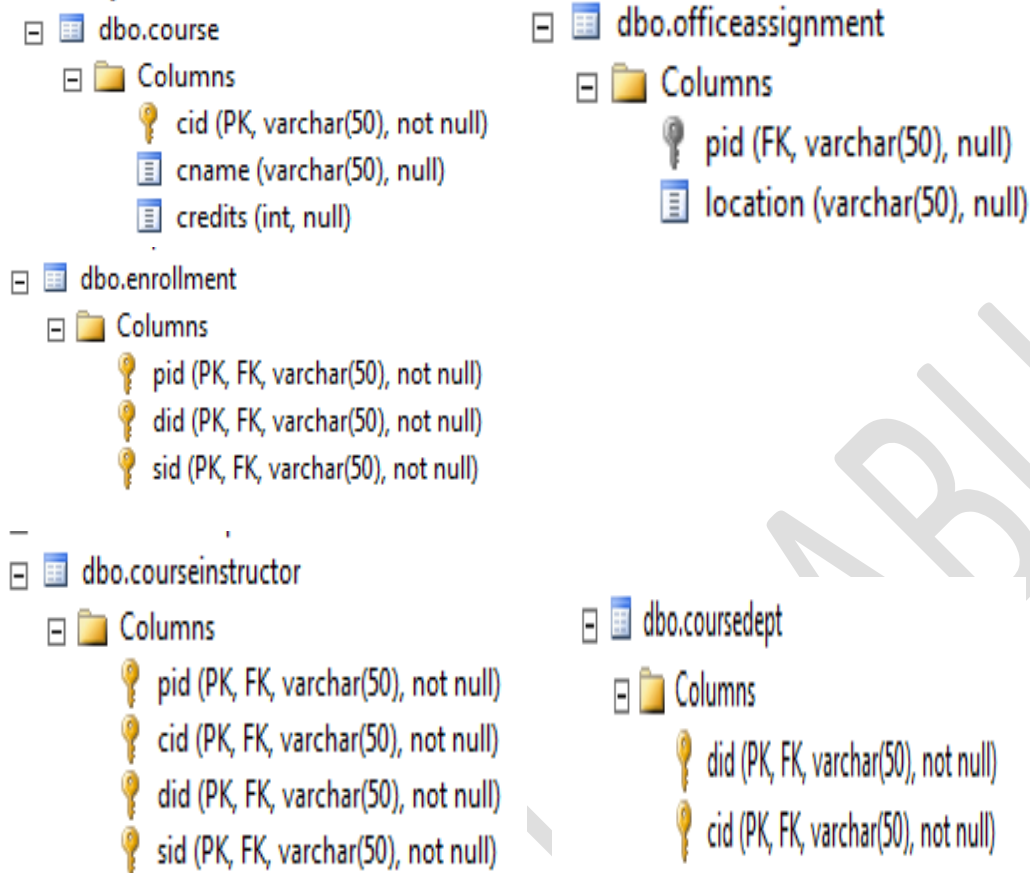 dbo.course
Columns
cid (PK, varchar(50), not null)
cname (varchar(50), null)
credits (int, null)
dbo.officeassignment
Columns
pid (FK, varchar(50), null)
location (varchar(50), null)
dbo.enrollment
Columns
pid (PK, FK, varchar(50), not null)
did (PK, FK, varchar(50), not null)
sid (PK, FK, varchar(50), not null)
dbo.courseinstructor
Columns
pid (PK, FK, varchar(50), not null)
cid (PK, FK, varchar(50), not null)
did (PK, FK, varchar(50), not null)
sid (PK, FK, varchar(50), not null)
dbo.coursedept
Columns
did (PK, FK, varchar(50), not null)
cid (PK, FK, varchar(50), not null)